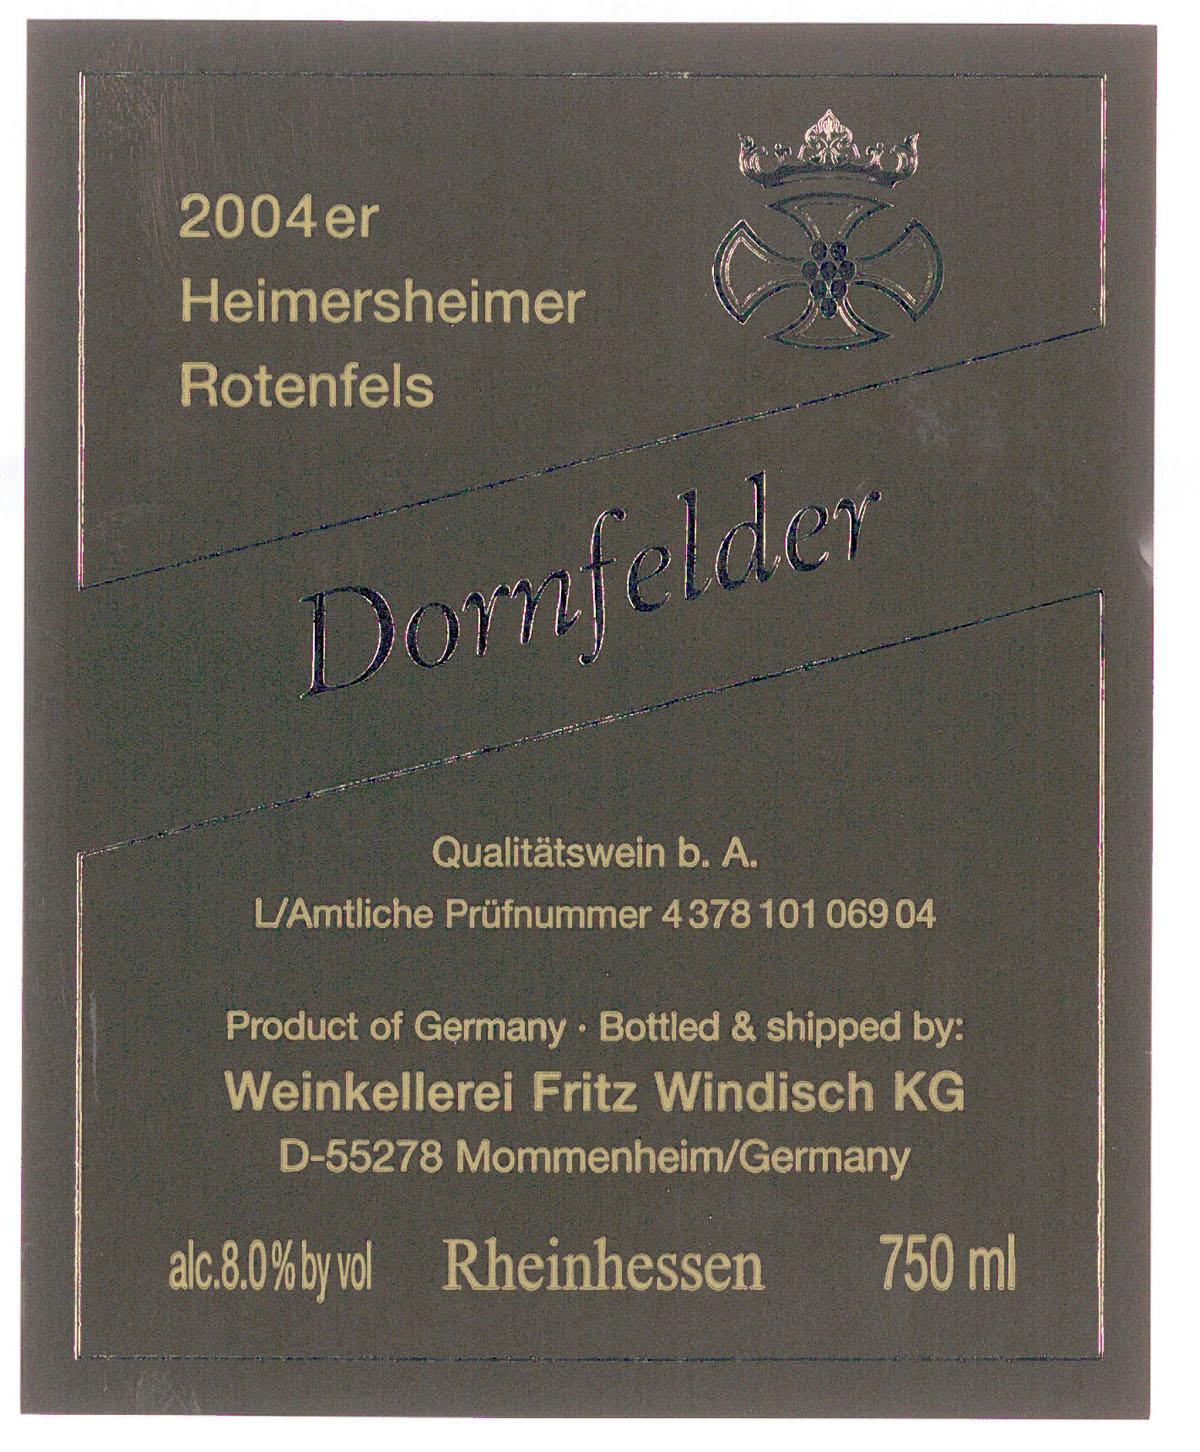 2004er
Heimersheimer
Rotenfels
Dornfelder
Qualitätswein b. A.
L/Amtliche Prüfnummer 4 378 101 069 04
Product of Germany · Bottled & shipped by:
Weinkellerei Fritz Windisch KG
D-55278 Mommenheim/Germany
alc.8.0% by vol Rheinhessen 750 ml